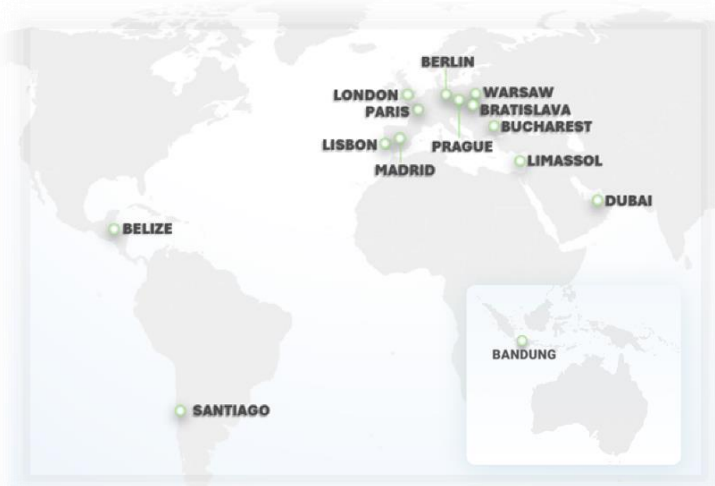 BERLIN
LONDON
WARSAW
PARIS
BRATISLAVA
BUCHAREST
LISBON
PRAGUE
MADRID
LIMASSOL
DUBAI
BELIZE
BANDUNG
SANTIAGO